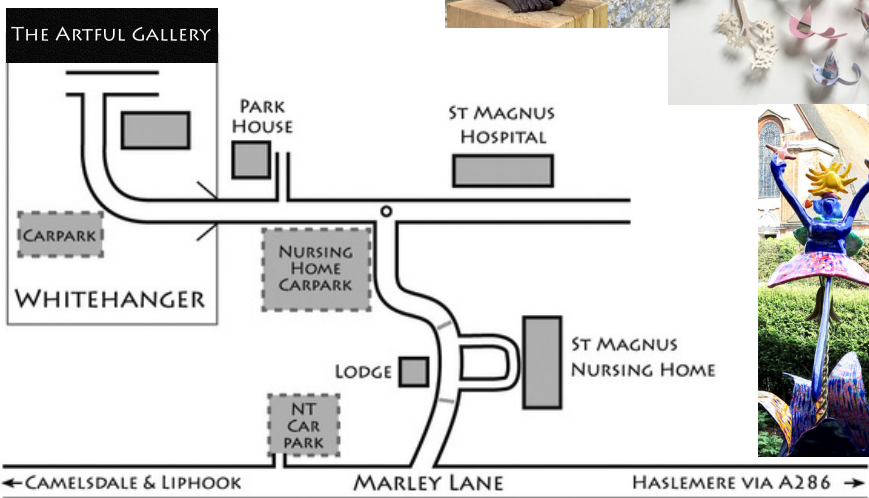 THE ARTFUL GALLERY
PARK
HOUSE
ST MAGNUS
HOSPITAL
CARPARK
NURSING
HOME
CARPARK
WHITEHANGER
LODGE
ST MAGNUS
NURSING HOME
NT
CAR
PARK
CAMELSDALE & LIPHOOK
MARLEY LANE
HASLEMERE VIA A286